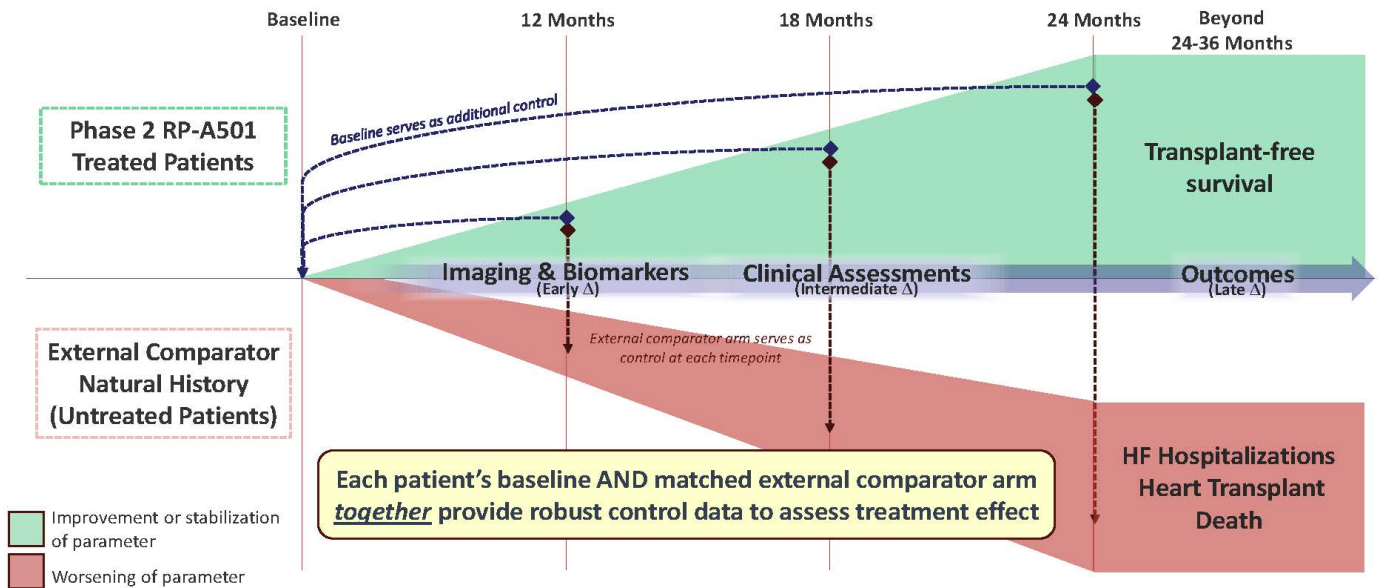 Baseline
12 Months
18 Months
24 Months
Beyond
24-36 Months
Phase 2 RP-A501
Treated Patients
Baseline serves as additional control
Transplant-free
survival
Imaging & Biomarkers
(Early Δ)
Clinical Assessments
(Intermediate Δ)
Outcomes
(Late Δ)
External Comparator
Natural History
(Untreated Patients)
External comparator arm serves as
control at each timepoint
Each patient's baseline AND matched external comparator arm
together provide robust control data to assess treatment effect
HF Hospitalizations
Heart Transplant
Death
Improvement or stabilization
of parameter
Worsening of parameter